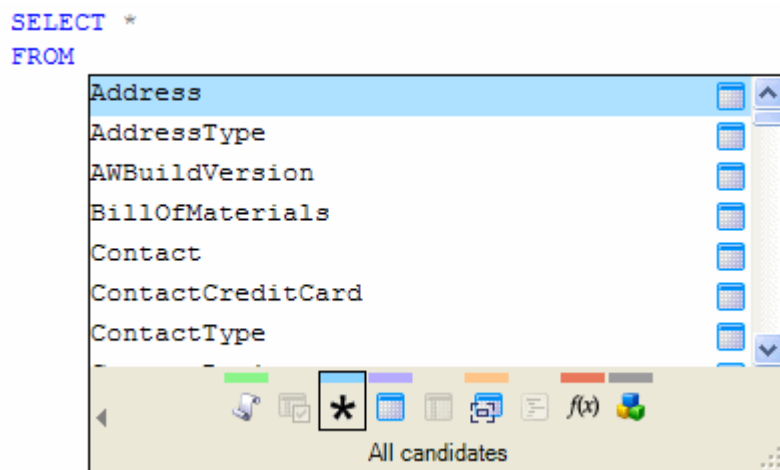 SELECT *
FROM
Address
AddressType
AWBuildVersion
BillOfMaterials
Contact
ContactCreditCard
ContactType
* f(x)
All candidates